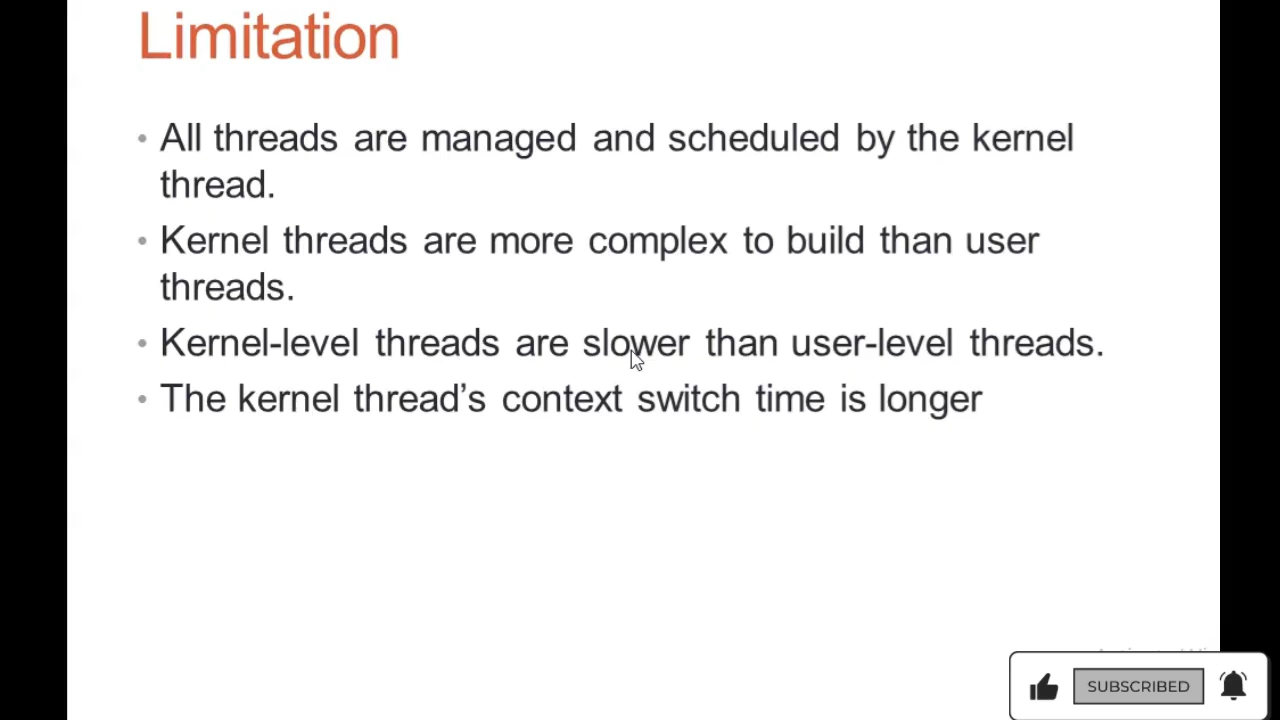 Limitation
• All threads are managed and scheduled by the kernel
thread.
• Kernel threads are more complex to build than user
threads.
• Kernel-level threads are slower than user-level threads.
• The kernel thread’s context switch time is longer
SUBSCRIBED